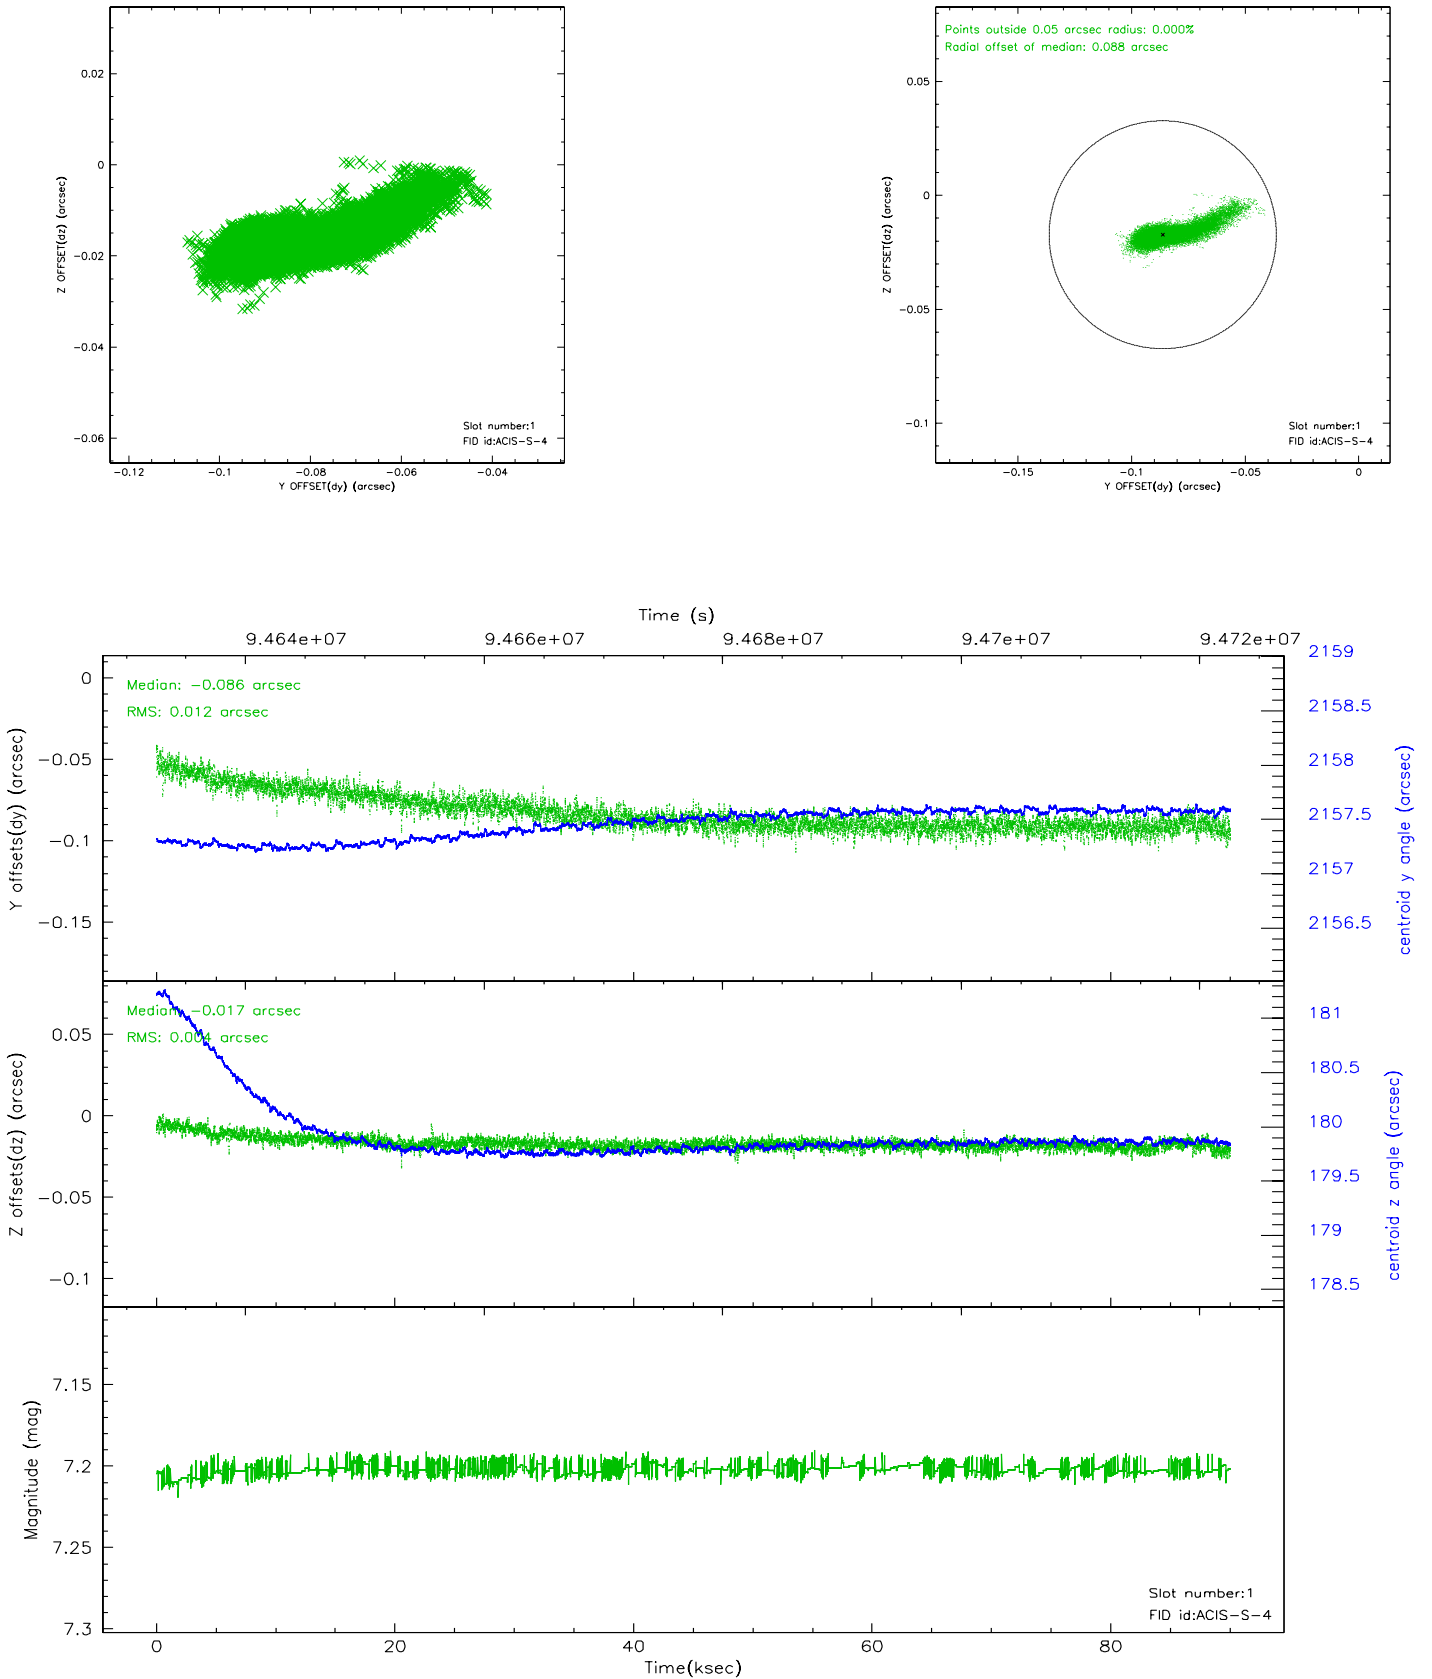 0.02
0
-0.02
-0.04
-0.06
Z OFFSET(dz) (arcsec)
Slot number:1
FID id:ACIS-S-4
-0.12
-0.1
-0.08
-0.06
-0.04
Y OFFSET(dy) (arcsec)
Points outside 0.05 arcsec radius: 0.000%
Radial offset of median: 0.088 arcsec
0.05
0
-0.05
-0.1
Z OFFSET(dz) (arcsec)
Slot number:1
FID id:ACIS-S-4
-0.15
-0.1
-0.05
0
Y OFFSET(dy) (arcsec)
Time (s)
9.464e+07
9.466e+07
9.468e+07
9.47e+07
9.472e+07
0
-0.05
-0.1
-0.15
Y offsets(dy) (arcsec)
Median: -0.086 arcsec
RMS: 0.012 arcsec
2159
2158.5
2158
2157.5
2157
2156.5
centroid y angle (arcsec)
0.05
0
-0.05
-0.1
Z offsets(dz) (arcsec)
Median: -0.017 arcsec
RMS: 0.004 arcsec
181
180.5
180
179.5
179
178.5
centroid z angle (arcsec)
7.15
7.2
7.25
7.3
Magnitude (mag)
Slot number:1
FID id:ACIS-S-4
0
20
40
60
80
Time(ksec)